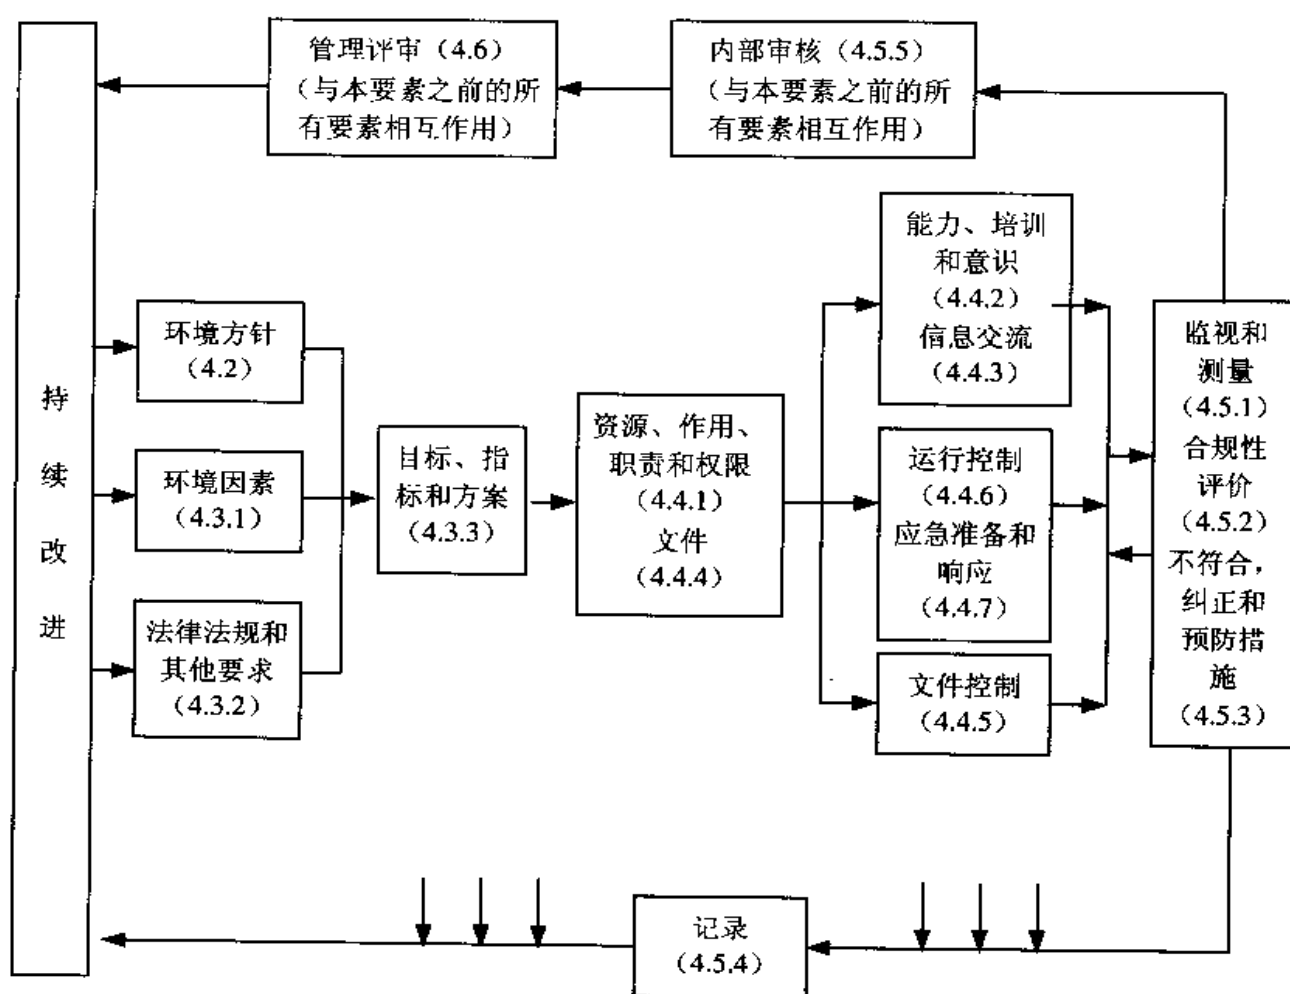 管理评审（4.6）
（与本要素之前的所
有要素相互作用）
内部审核（4.5.5）
（与本要素之前的所
有要素相互作用）
持
续
改
进
环境方针
（4.2）
环境因素
（4.3.1）
法律法规和
其他要求
（4.3.2）
目标、指
标和方案
（4.3.3）
资源、作用、
职责和权限
（4.4.1）
文件
（4.4.4）
能力、培训
和意识
（4.4.2）
信息交流
（4.4.3）
运行控制
（4.4.6）
应急准备和
响应
（4.4.7）
文件控制
（4.4.5）
监视和
测量
（4.5.1）
合规性
评价
（4.5.2）
不符合，
纠正和
预防措
施
（4.5.3）
记录
（4.5.4）